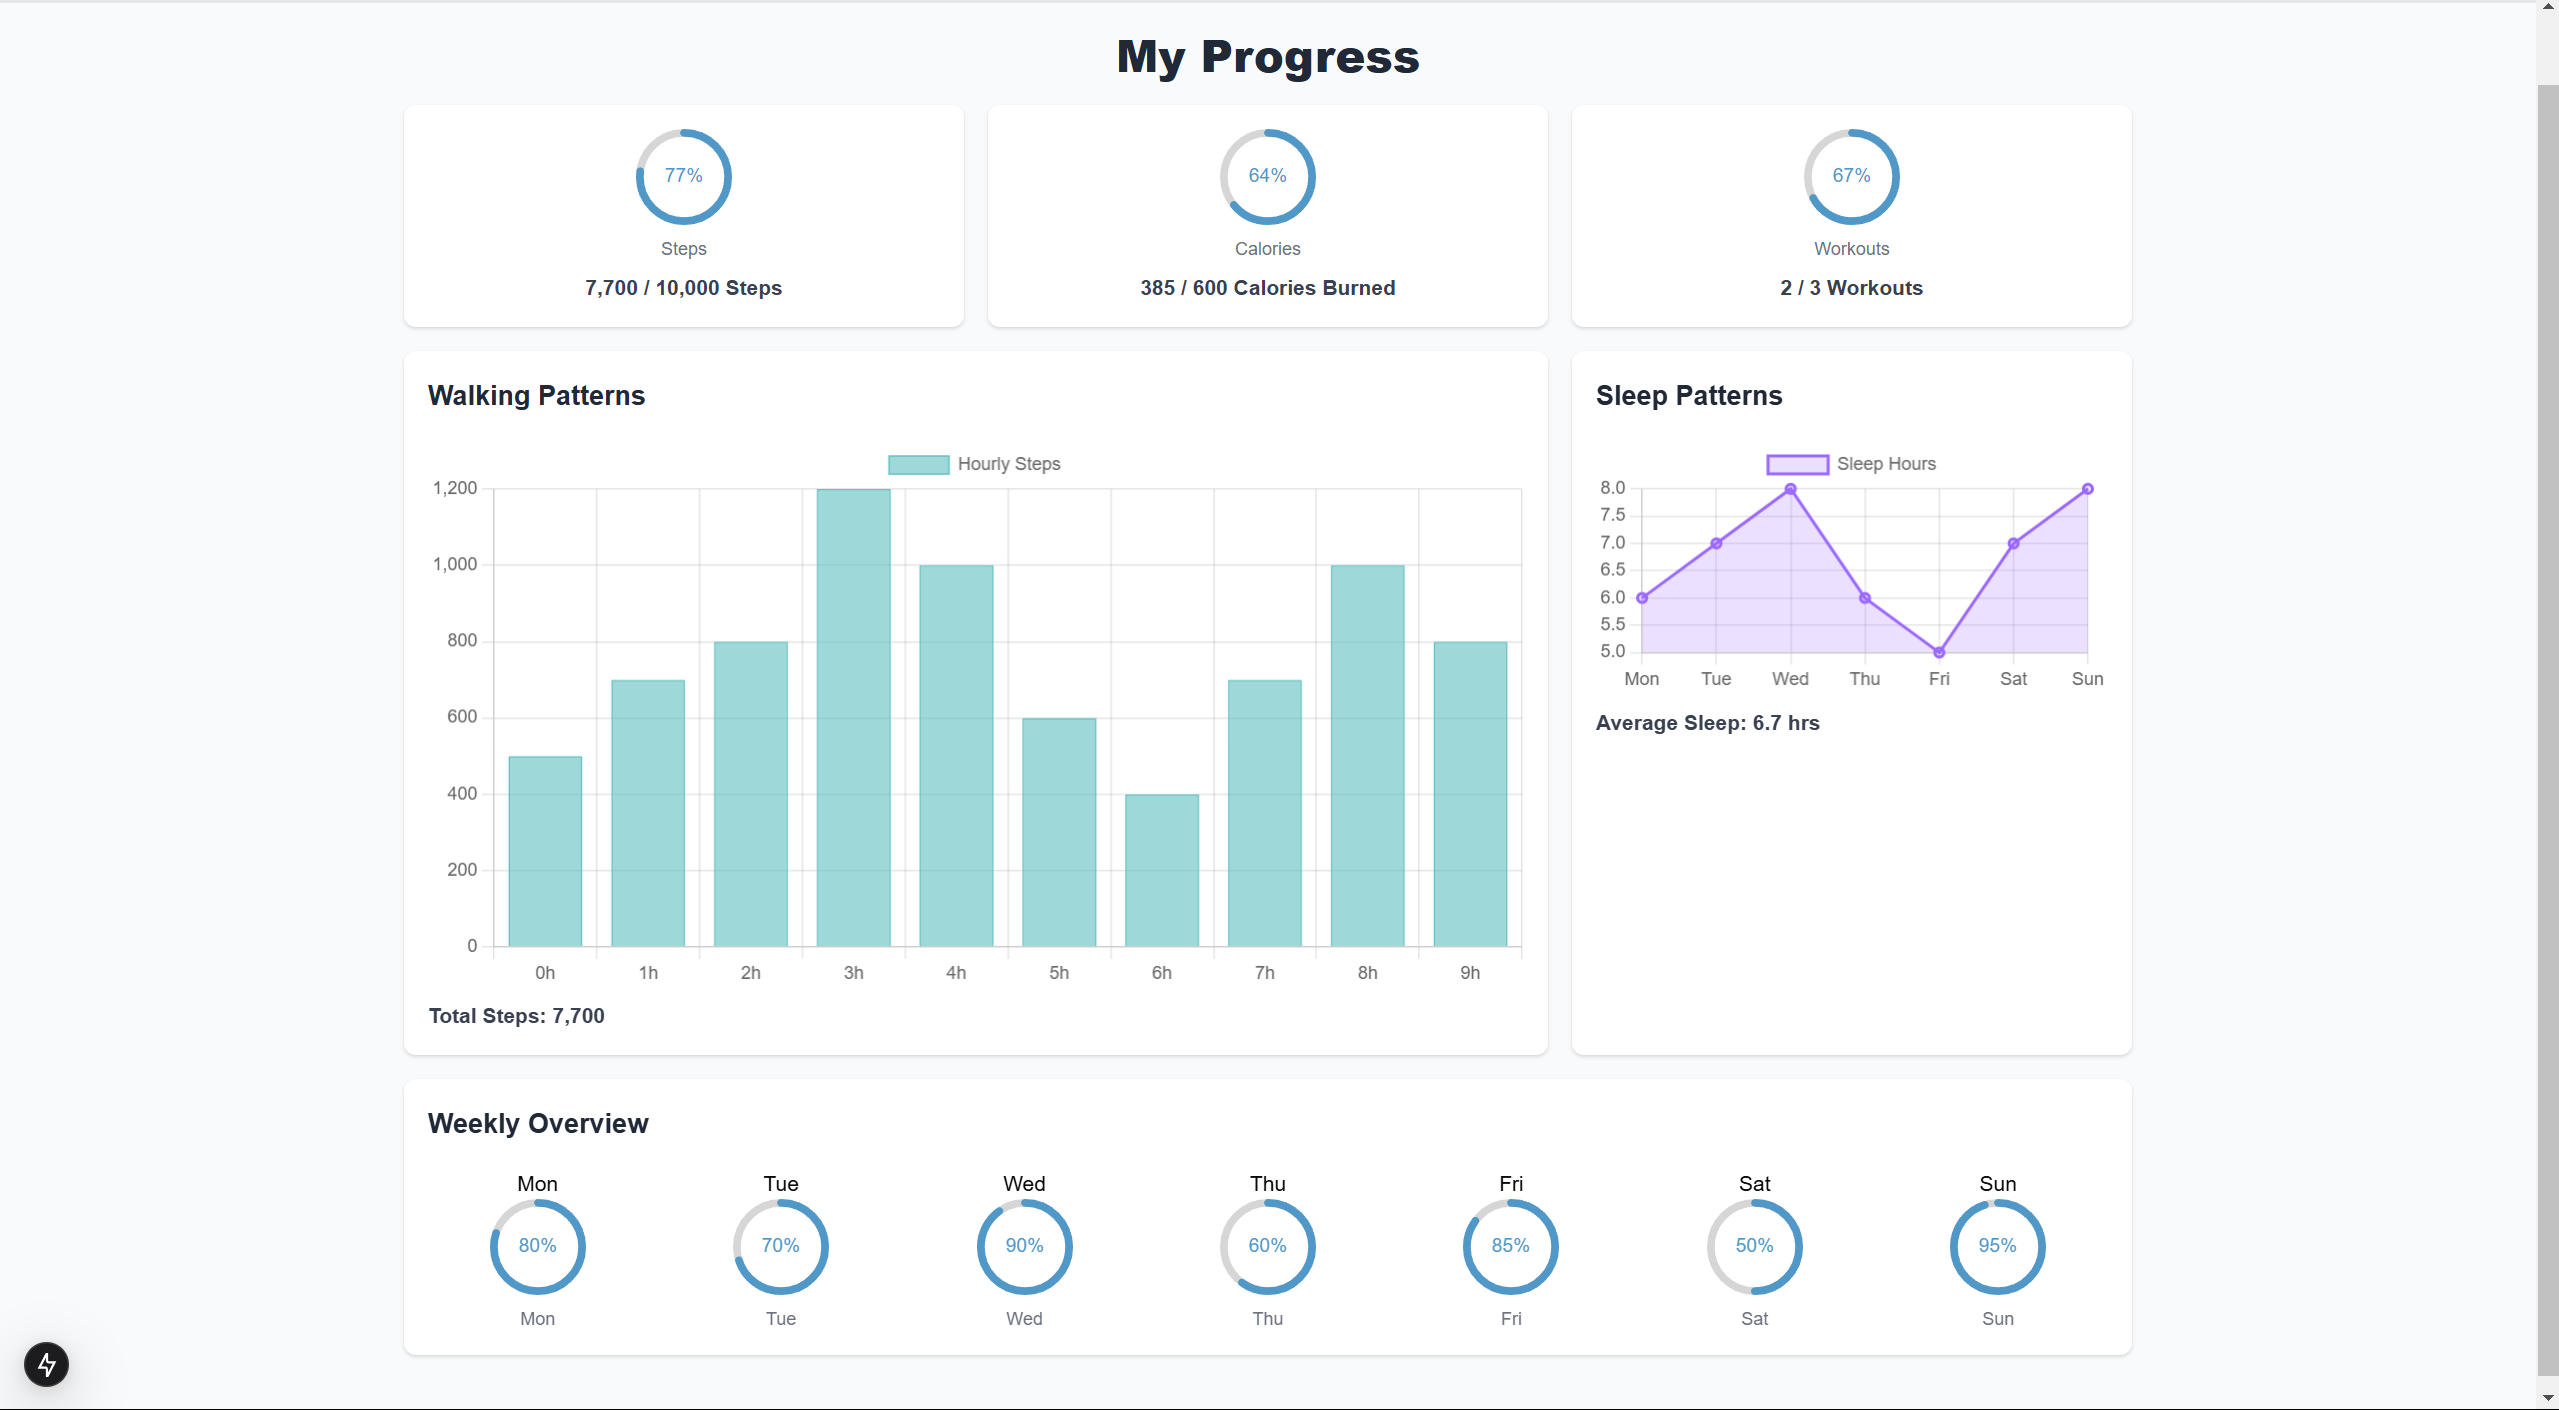 My Progress
77%
Steps
7,700 / 10,000 Steps
64%
Calories
385 / 600 Calories Burned
67%
Workouts
2 / 3 Workouts
Walking Patterns
Hourly Steps
1,200
1,000
800
600
400
200
0
0h 1h 2h 3h 4h 5h 6h 7h 8h 9h
Total Steps: 7,700
Sleep Patterns
Sleep Hours
8.0
7.5
7.0
6.5
6.0
5.5
5.0
Mon Tue Wed Thu Fri Sat Sun
Average Sleep: 6.7 hrs
Weekly Overview
Mon Tue Wed Thu Fri Sat Sun
80% 70% 90% 60% 85% 50% 95%
Mon Tue Wed Thu Fri Sat Sun